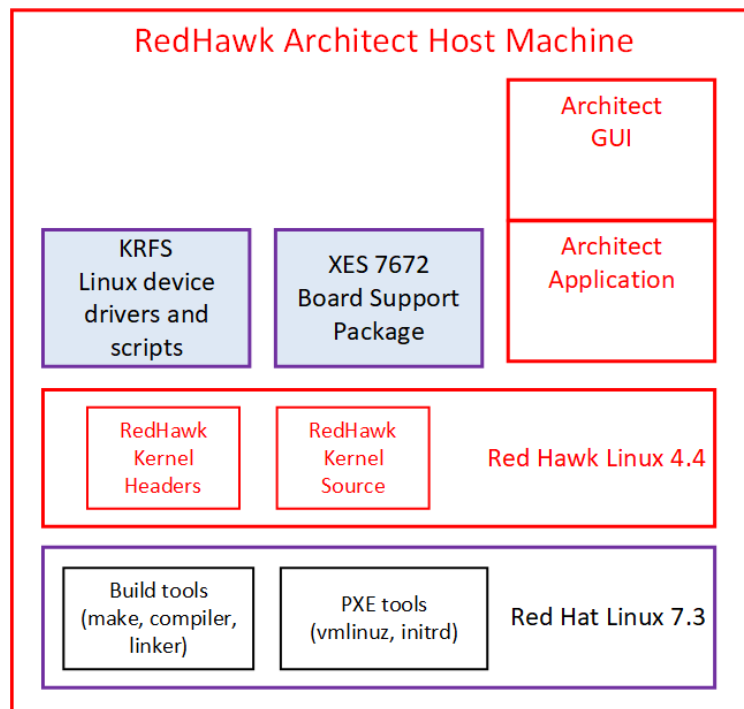 RedHawk Architect Host Machine
Architect
GUI
KRFS
Linux device
drivers and
scripts
XES 7672
Board Support
Package
Architect
Application
RedHawk
Kernel
Headers
RedHawk
Kernel
Source
Red Hawk Linux 4.4
Build tools
(make, compiler,
linker)
PXE tools
(vmlinuz, initrd)
Red Hat Linux 7.3